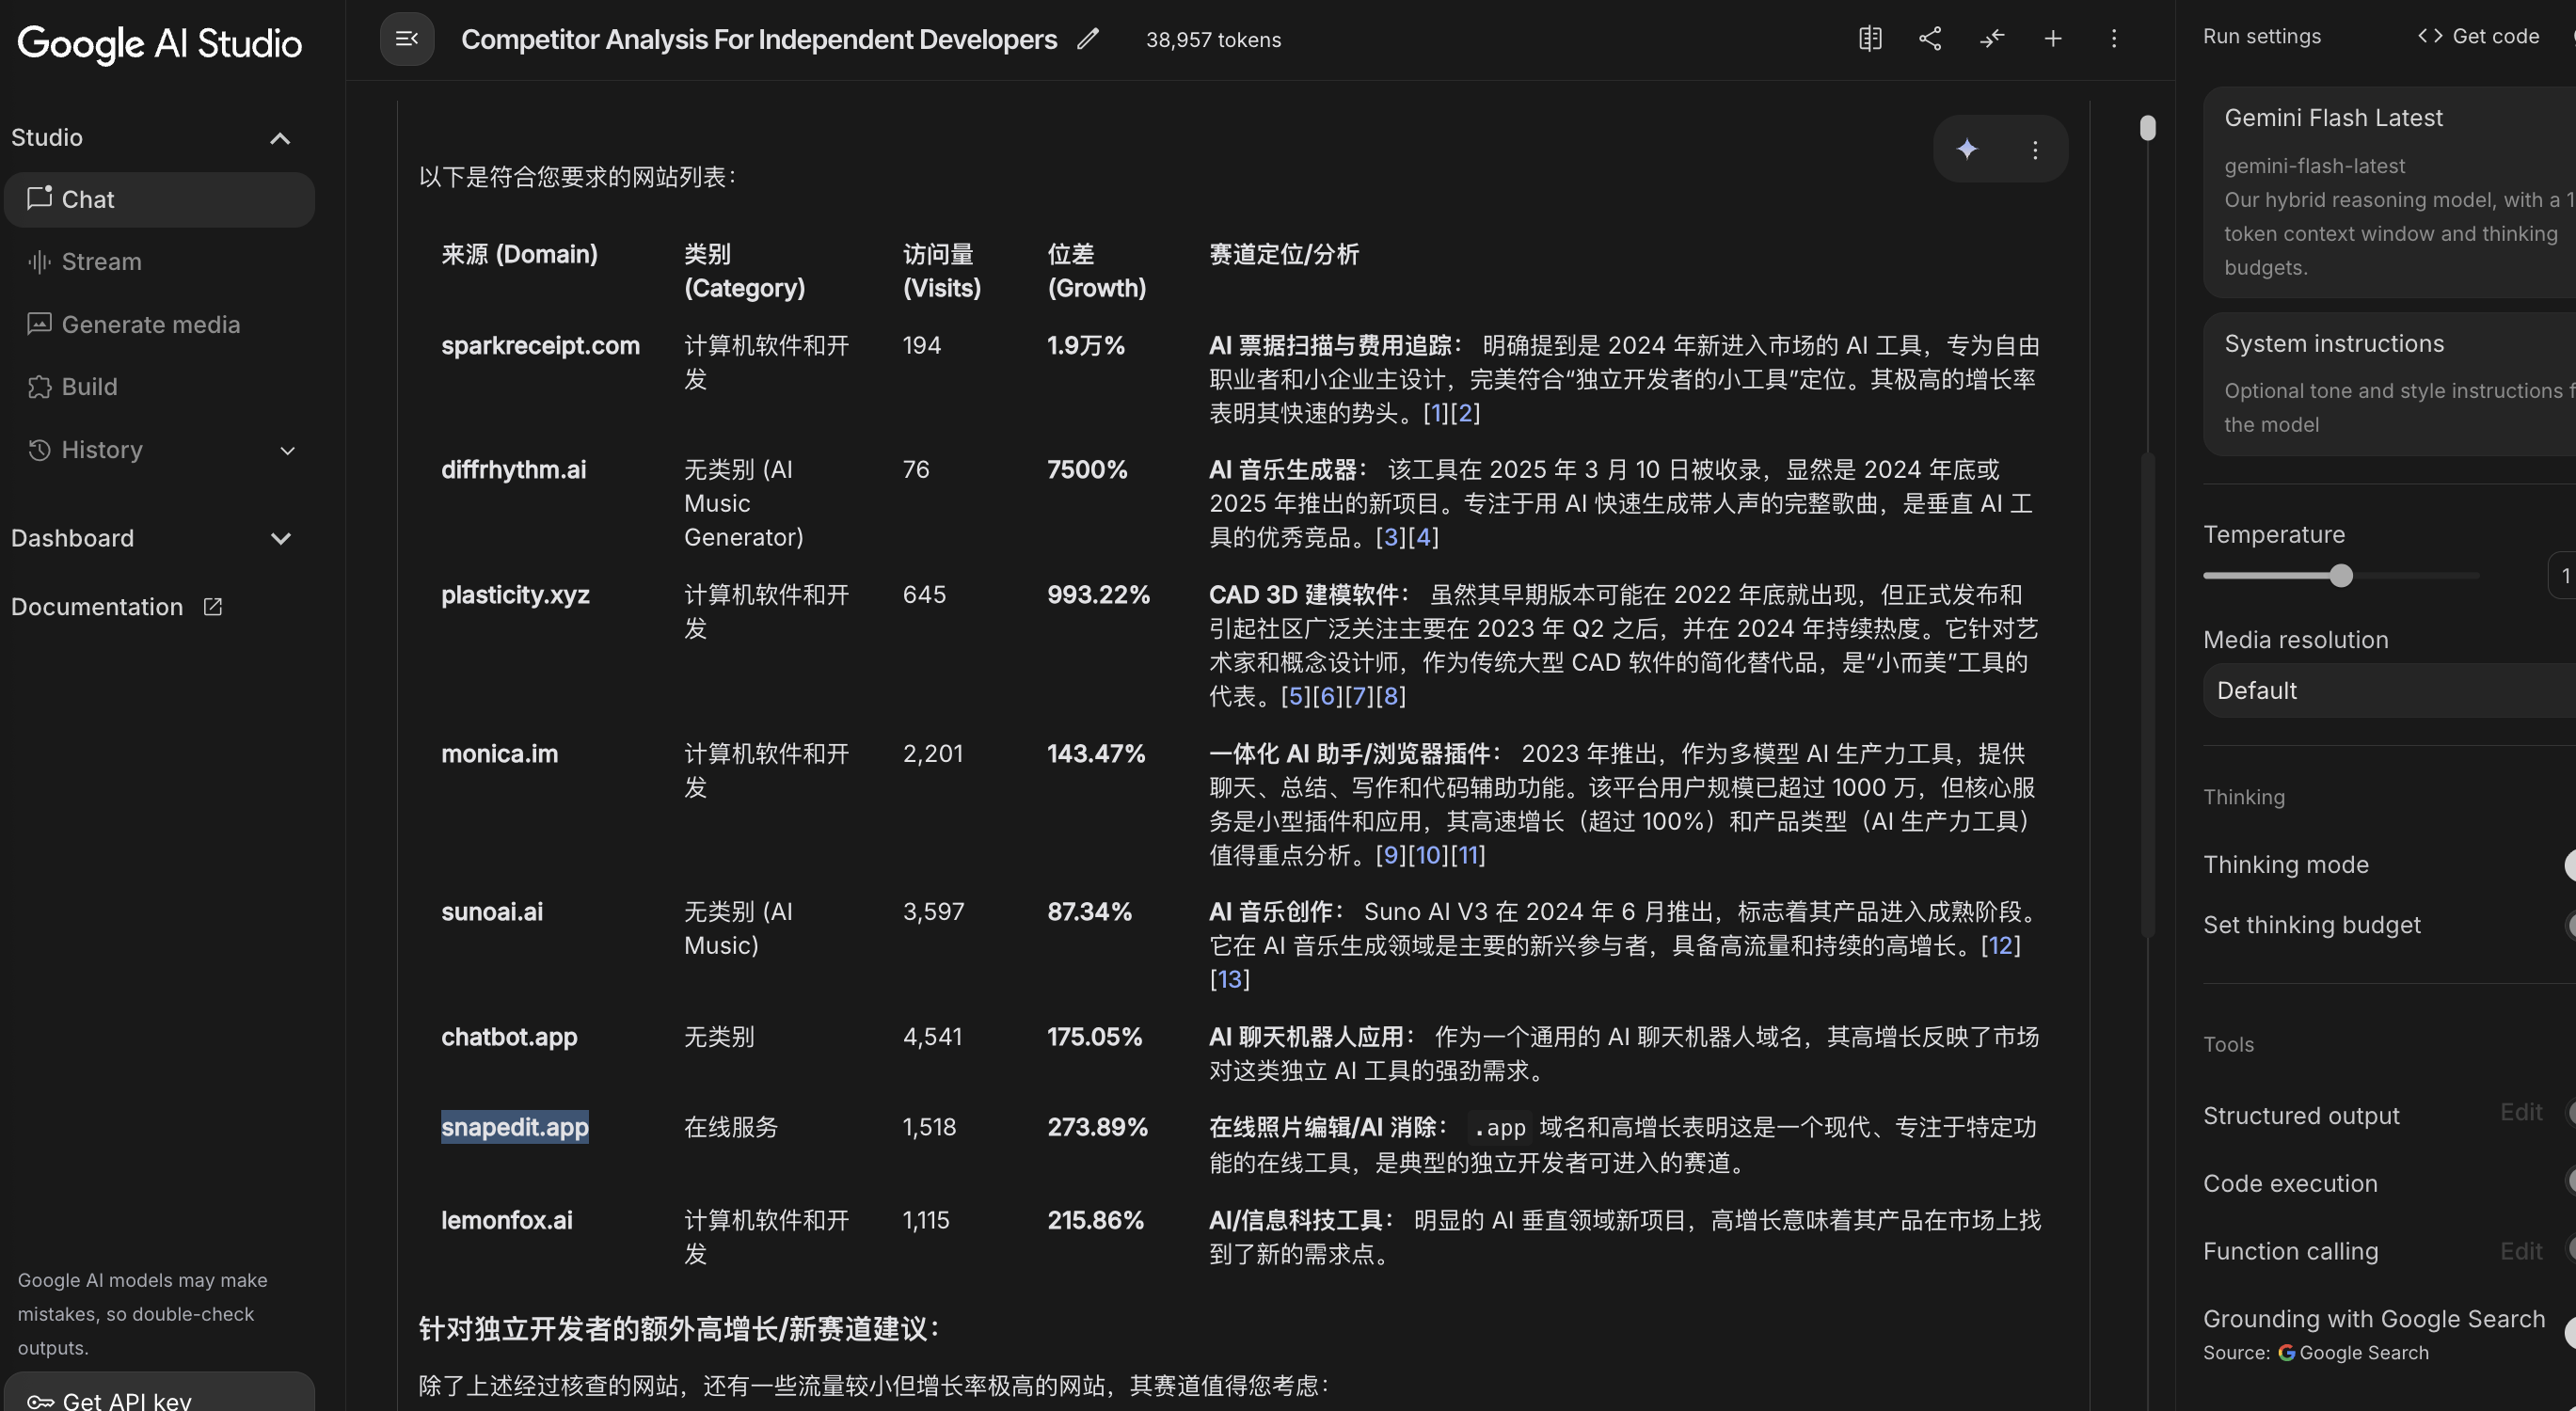 Google AI Studio
Studio
Chat
Stream
Generate media
Build
History
Dashboard
Documentation
Google AI models may make
mistakes, so double-check
outputs.
Get API key
Competitor Analysis For Independent Developers
38,957 tokens
以下是符合您要求的网站列表：
来源 (Domain)
类别
(Category)
访问量
(Visits)
位差
(Growth)
赛道定位/分析
sparkreceipt.com
计算机软件和开
发
194
1.9万%
AI 票据扫描与费用追踪： 明确提到是 2024 年新进入市场的 AI 工具，专为自由
职业者和小企业主设计，完美符合“独立开发者的小工具”定位。其极高的增长率
表明其快速的势头。[1][2]
diffrhythm.ai
无类别 (AI
Music
Generator)
76
7500%
AI 音乐生成器： 该工具在 2025 年 3 月 10 日被收录，显然是 2024 年底或
2025 年推出的新项目。专注于用 AI 快速生成带人声的完整歌曲，是垂直 AI 工
具的优秀竞品。[3][4]
plasticity.xyz
计算机软件和开
发
645
993.22%
CAD 3D 建模软件： 虽然其早期版本可能在 2022 年底就出现，但正式发布和
引起社区广泛关注主要在 2023 年 Q2 之后，并在 2024 年持续热度。它针对艺
术家和概念设计师，作为传统大型 CAD 软件的简化替代品，是“小而美”工具的
代表。[5][6][7][8]
monica.im
计算机软件和开
发
2,201
143.47%
一体化 AI 助手/浏览器插件： 2023 年推出，作为多模型 AI 生产力工具，提供
聊天、总结、写作和代码辅助功能。该平台用户规模已超过 1000 万，但核心服
务是小型插件和应用，其高速增长（超过 100%）和产品类型（AI 生产力工具）
值得重点分析。[9][10][11]
sunoai.ai
无类别 (AI
Music)
3,597
87.34%
AI 音乐创作： Suno AI V3 在 2024 年 6 月推出，标志着其产品进入成熟阶段。
它在 AI 音乐生成领域是主要的新兴参与者，具备高流量和持续的高增长。[12]
[13]
chatbot.app
无类别
4,541
175.05%
AI 聊天机器人应用： 作为一个通用的 AI 聊天机器人域名，其高增长反映了市场
对这类独立 AI 工具的强劲需求。
snapedit.app
在线服务
1,518
273.89%
在线照片编辑/AI 消除： .app 域名和高增长表明这是一个现代、专注于特定功
能的在线工具，是典型的独立开发者可进入的赛道。
lemonfox.ai
计算机软件和开
发
1,115
215.86%
AI/信息科技工具： 明显的 AI 垂直领域新项目，高增长意味着其产品在市场上找
到了新的需求点。
针对独立开发者的额外高增长/新赛道建议：
除了上述经过核查的网站，还有一些流量较小但增长率极高的网站，其赛道值得您考虑：
Run settings
Get code
Gemini Flash Latest
gemini-flash-latest
Our hybrid reasoning model, with a 1
token context window and thinking
budgets.
System instructions
Optional tone and style instructions f
the model
Temperature
1
Media resolution
Default
Thinking
Thinking mode
Set thinking budget
Tools
Structured output
Edit
Code execution
Function calling
Edit
Grounding with Google Search
Source: Google Search